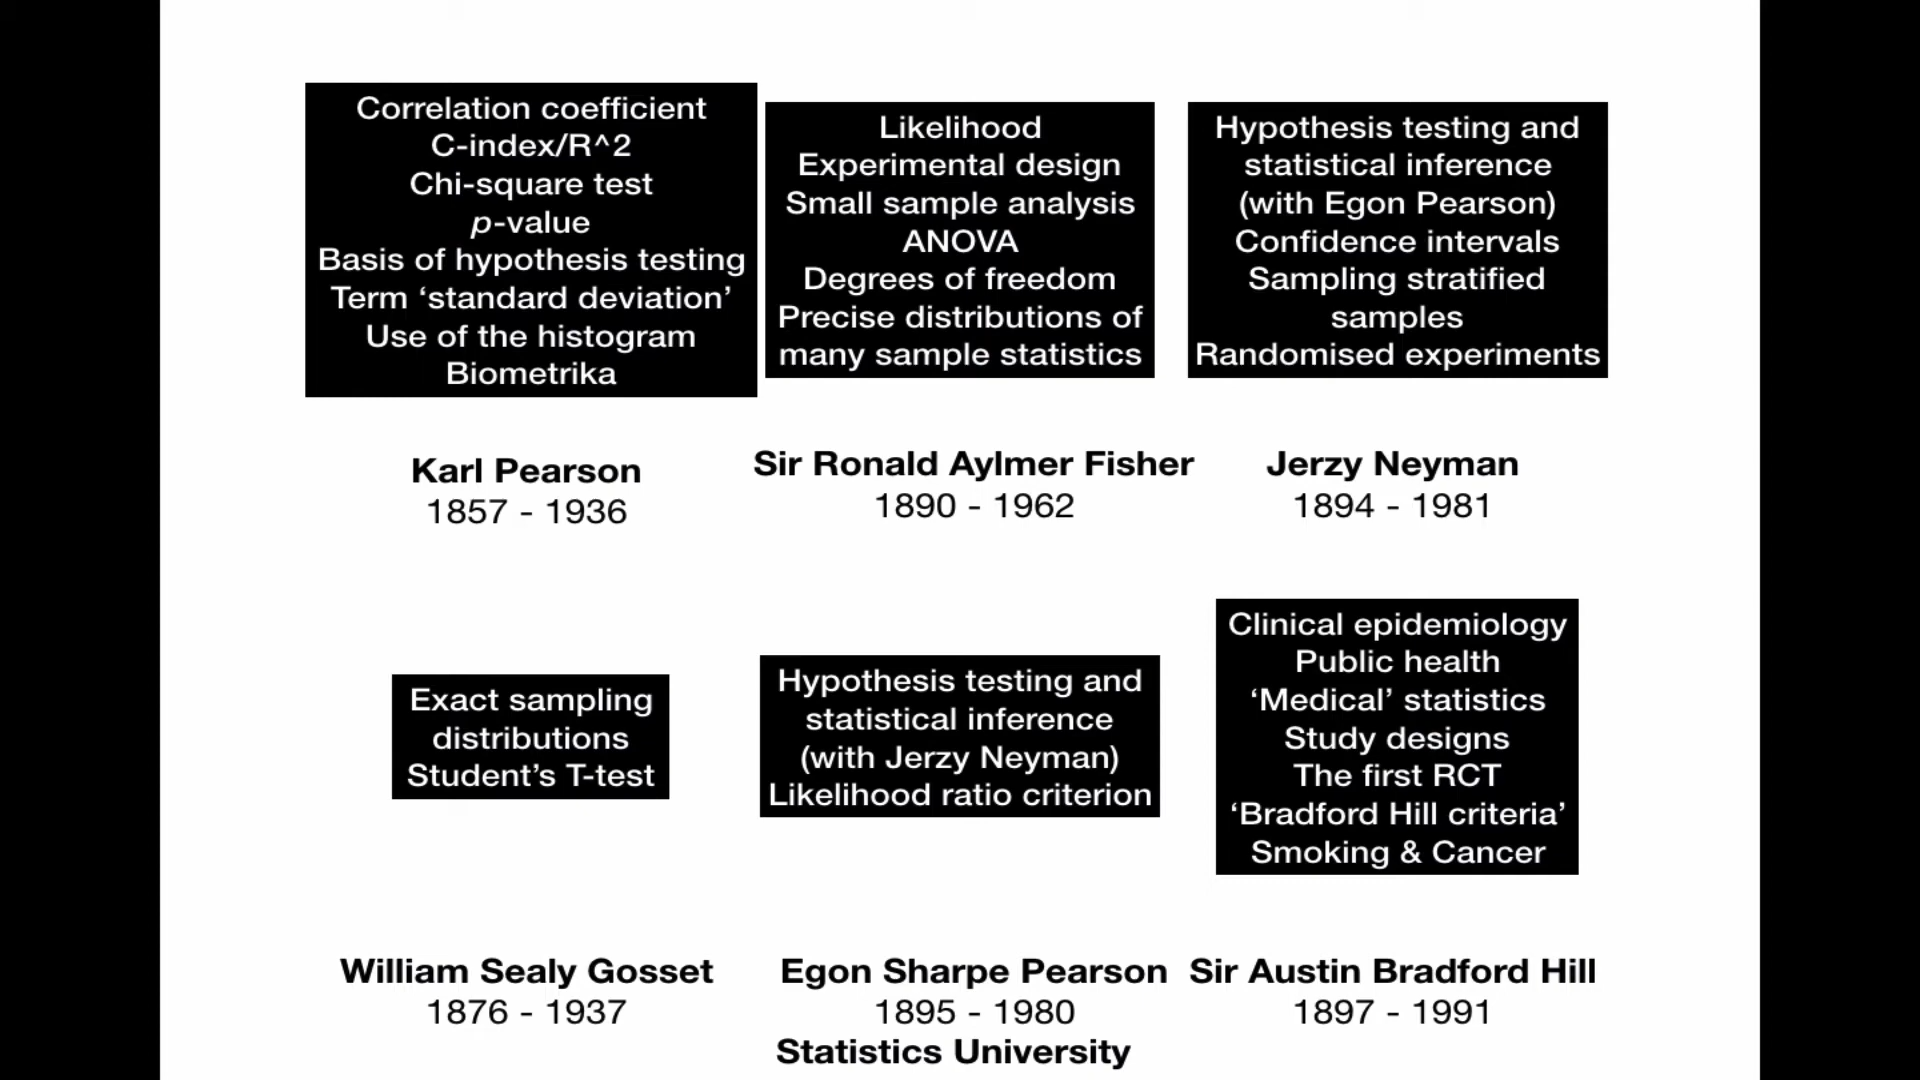 Correlation coefficient
C-index/R^2
Chi-square test
p-value
Basis of hypothesis testing
Term ‘standard deviation’
Use of the histogram
Biometrika
Karl Pearson
1857 - 1936
Likelihood
Experimental design
Small sample analysis
ANOVA
Degrees of freedom
Precise distributions of
many sample statistics
Sir Ronald Aylmer Fisher
1890 - 1962
Hypothesis testing and
statistical inference
(with Egon Pearson)
Confidence intervals
Sampling stratified
samples
Randomised experiments
Jerzy Neyman
1894 - 1981
Exact sampling
distributions
Student’s T-test
William Sealy Gosset
1876 - 1937
Hypothesis testing and
statistical inference
(with Jerzy Neyman)
Likelihood ratio criterion
Egon Sharpe Pearson
1895 - 1980
Clinical epidemiology
Public health
‘Medical’ statistics
Study designs
The first RCT
‘Bradford Hill criteria’
Smoking & Cancer
Sir Austin Bradford Hill
1897 - 1991
Statistics University